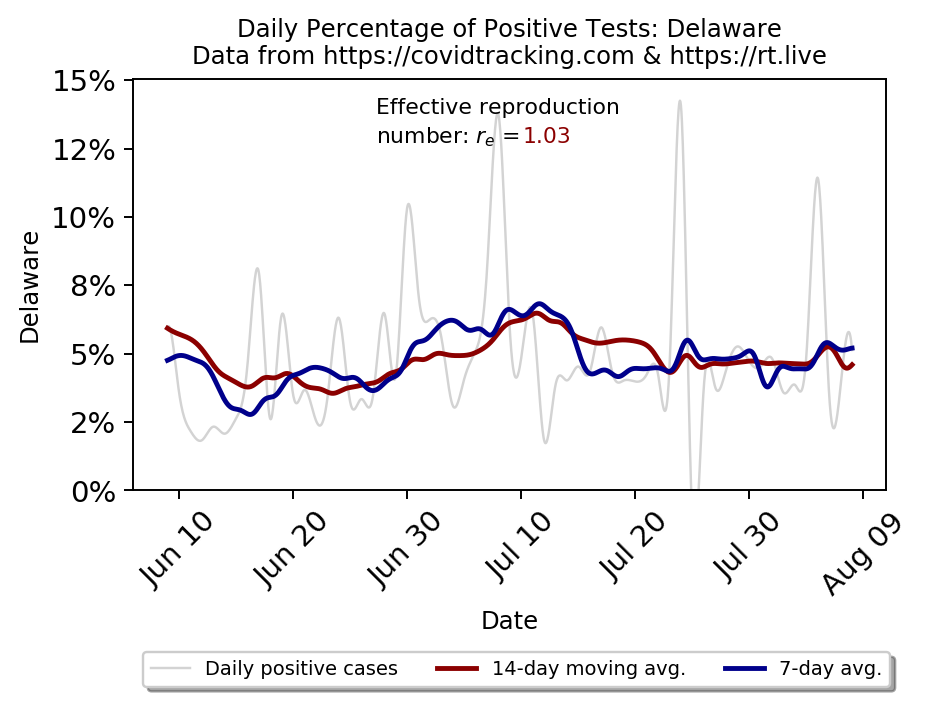 Daily Percentage of Positive Tests: Delaware
Data from https://covidtracking.com & https://rt.live
Effective reproduction
number: rₑ =1.03
15%
12%
10%
8%
5%
2%
0%
Delaware
Jun 10
Jun 20
Jun 30
Jul 10
Jul 20
Jul 30
Aug 09
Date
Daily positive cases
14-day moving avg.
7-day avg.